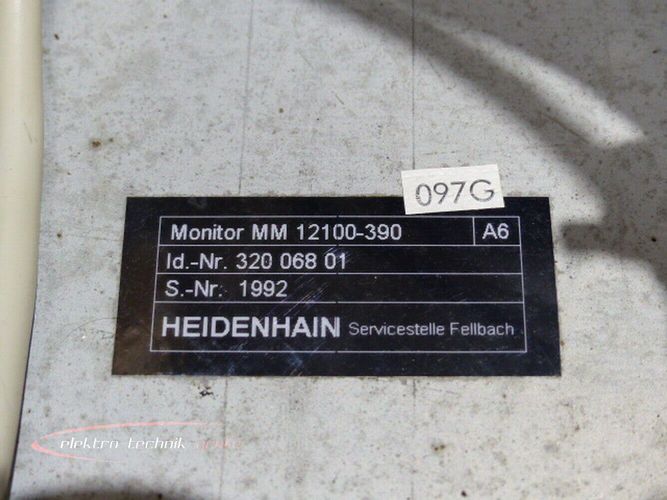 097G
Monitor MM 12100-390 A6
Id.-Nr. 320 068 01
S.-Nr. 1992
HEIDENHAIN Servicestelle Fellbach
elektro-technik